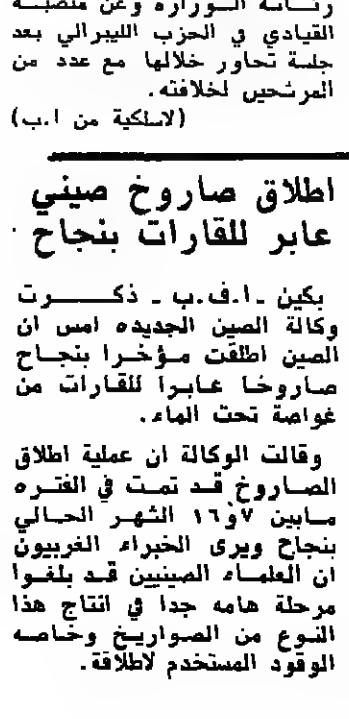 رئاسة الوزاره وعن منصبه
القيادي في الحزب الليبرالي بعد
جلسة تحاور خلالها مع عدد من
المرشحين لخلافته.
(لاسلكية من ا.ب)
اطلاق صاروخ صيني
عابر للقارات بنجاح
بكين ـ ا.ف.ب ـ ذكرت
وكالة الصين الجديده امس ان
الصين اطلقت مؤخرا بنجاح
صاروخا عابرا للقارات من
غواصة تحت الماء.
وقالت الوكالة ان عملية اطلاق
الصاروخ قد تمت في الفتره
مابين ٧و١٦ الشهر الحالي
بنجاح ويرى الخبراء الغربيون
ان العلماء الصينيين قد بلغوا
مرحلة هامه جدا في انتاج هذا
النوع من الصواريخ وخاصه
الوقود المستخدم لاطلاقة.